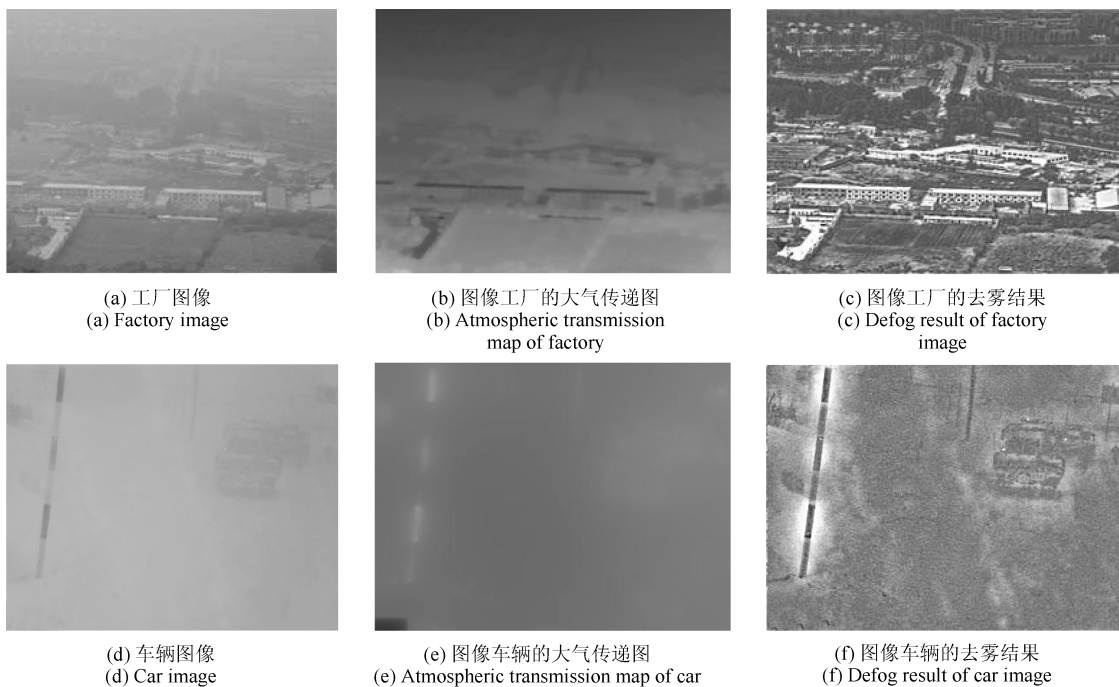 (a) 工厂图像
(a) Factory image
(b) 图像工厂的大气传递图
(b) Atmospheric transmission
map of factory
(c) 图像工厂的去雾结果
(c) Defog result of factory
image
(d) 车辆图像
(d) Car image
(e) 图像车辆的大气传递图
(e) Atmospheric transmission map of car
(f) 图像车辆的去雾结果
(f) Defog result of car image